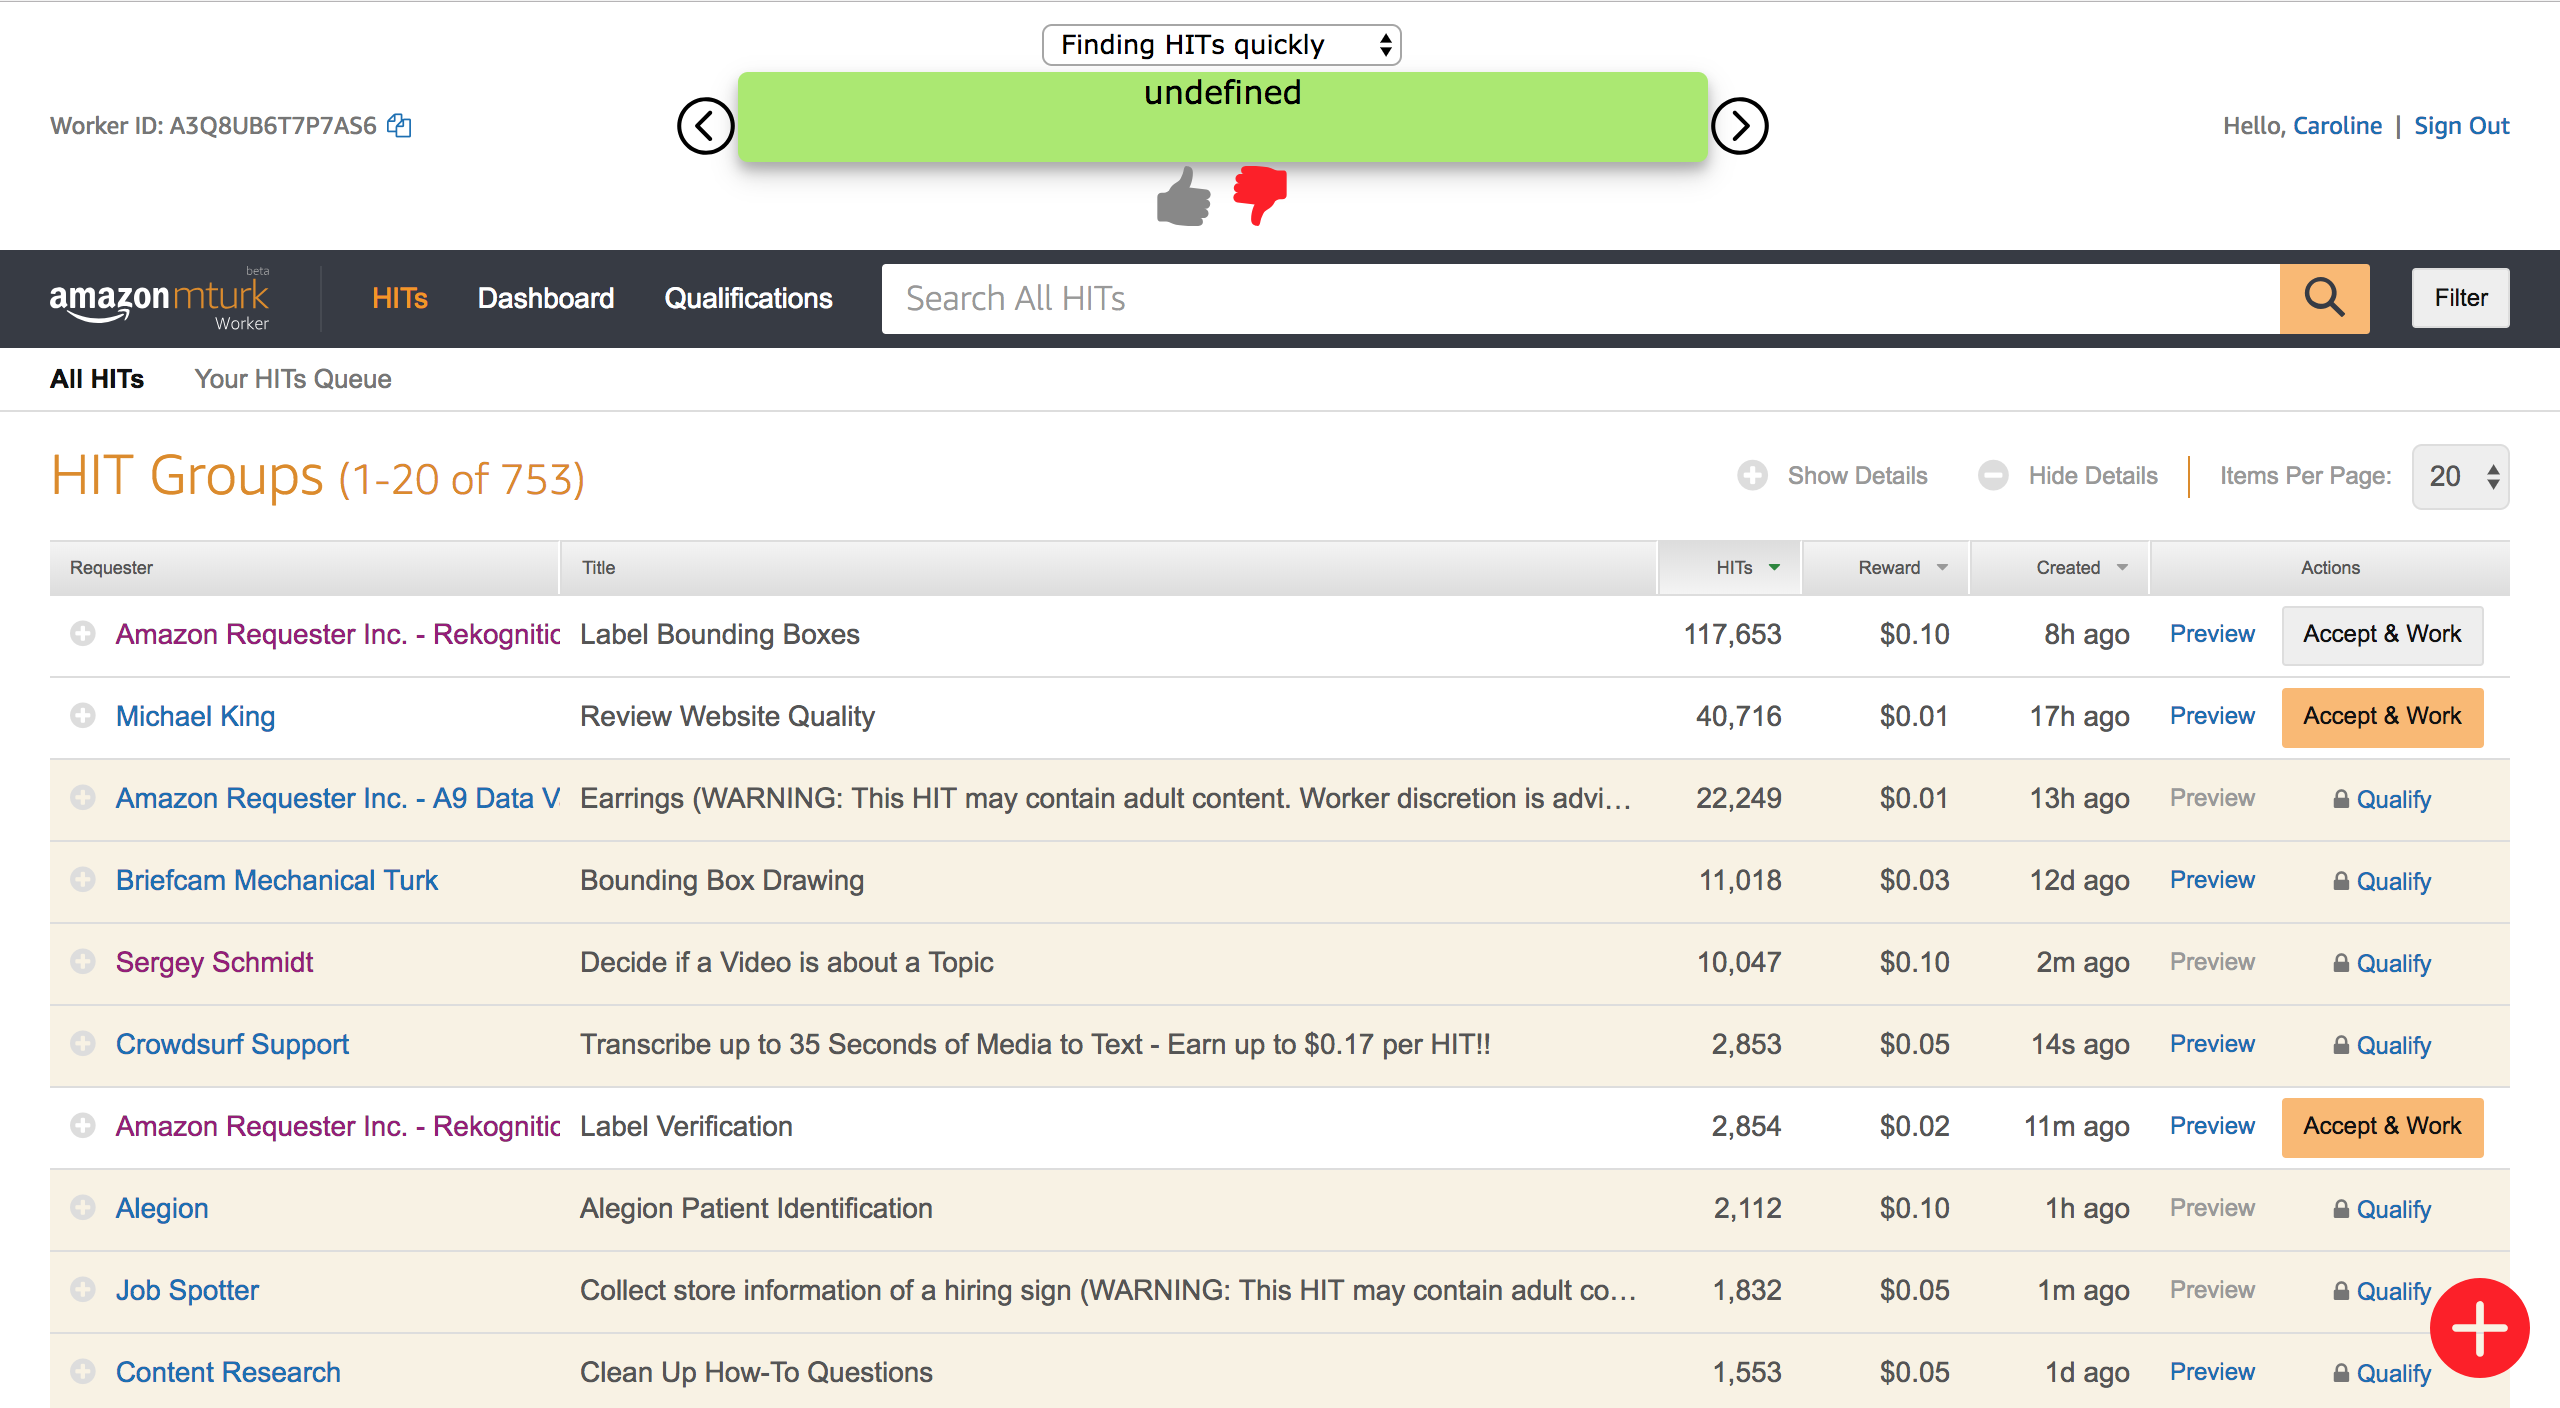 Finding HITs quickly
undefined
Worker ID: A3Q8UB6T7P7AS6
Hello, Caroline | Sign Out
beta
amazonmturk
Worker
HITs Dashboard Qualifications Search All HITs Filter
All HITs Your HITs Queue
HIT Groups (1-20 of 753) Show Details Hide Details Items Per Page: 20
Requester Title HITs Reward Created Actions
Amazon Requester Inc. - Rekognitic Label Bounding Boxes 117,653 $0.10 8h ago Preview Accept & Work
Michael King Review Website Quality 40,716 $0.01 17h ago Preview Accept & Work
Amazon Requester Inc. - A9 Data V Earrings (WARNING: This HIT may contain adult content. Worker discretion is advi... 22,249 $0.01 13h ago Preview Qualify
Briefcam Mechanical Turk Bounding Box Drawing 11,018 $0.03 12d ago Preview Qualify
Sergey Schmidt Decide if a Video is about a Topic 10,047 $0.10 2m ago Preview Qualify
Crowdsurf Support Transcribe up to 35 Seconds of Media to Text - Earn up to $0.17 per HIT!! 2,853 $0.05 14s ago Preview Qualify
Amazon Requester Inc. - Rekognitic Label Verification 2,854 $0.02 11m ago Preview Accept & Work
Alegion Alegion Patient Identification 2,112 $0.10 1h ago Preview Qualify
Job Spotter Collect store information of a hiring sign (WARNING: This HIT may contain adult co... 1,832 $0.05 1m ago Preview Qualify
Content Research Clean Up How-To Questions 1,553 $0.05 1d ago Preview Qualify